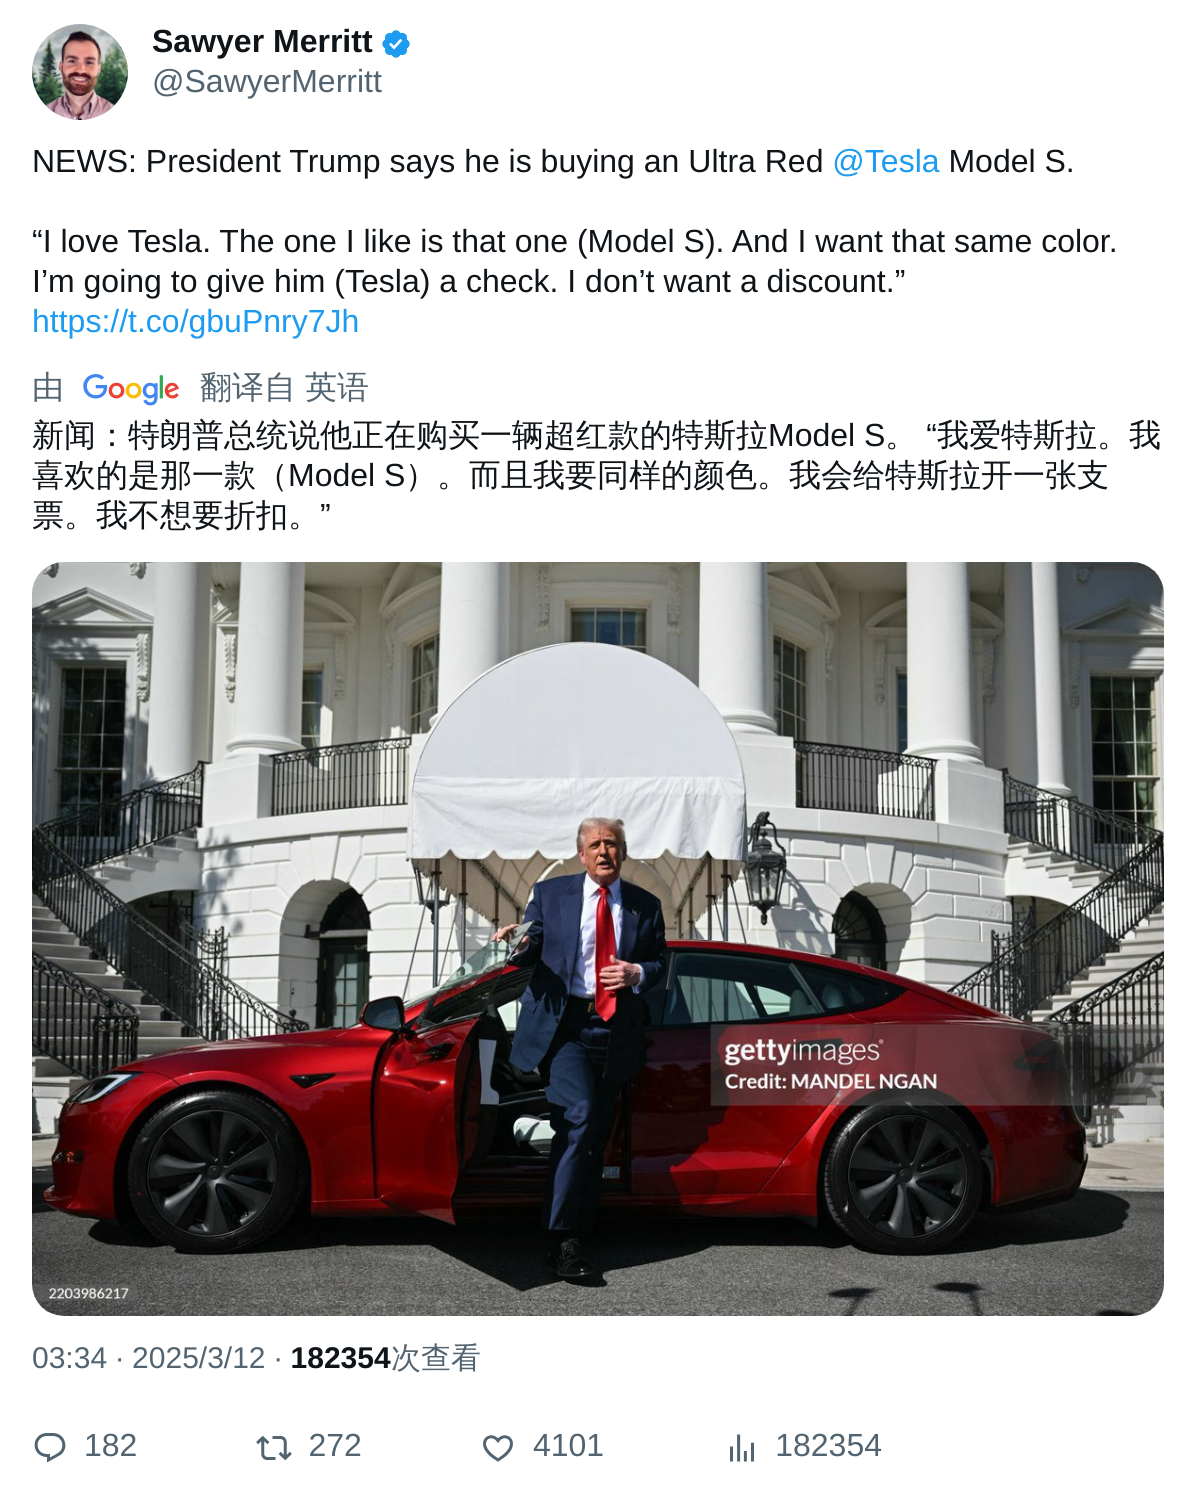 Sawyer Merritt
@SawyerMerritt
NEWS: President Trump says he is buying an Ultra Red @Tesla Model S.
“I love Tesla. The one I like is that one (Model S). And I want that same color.
I’m going to give him (Tesla) a check. I don’t want a discount.”
https://t.co/gbuPnry7Jh
由 Google 翻译自 英语
新闻：特朗普总统说他正在购买一辆超红款的特斯拉Model S。 “我爱特斯拉。我
喜欢的是那一款（Model S）。而且我要同样的颜色。我会给特斯拉开一张支
票。我不想要折扣。”
gettyimages®
Credit: MANDEL NGAN
2203986217
03:34 · 2025/3/12 · 182354次查看
182 272 4101 182354